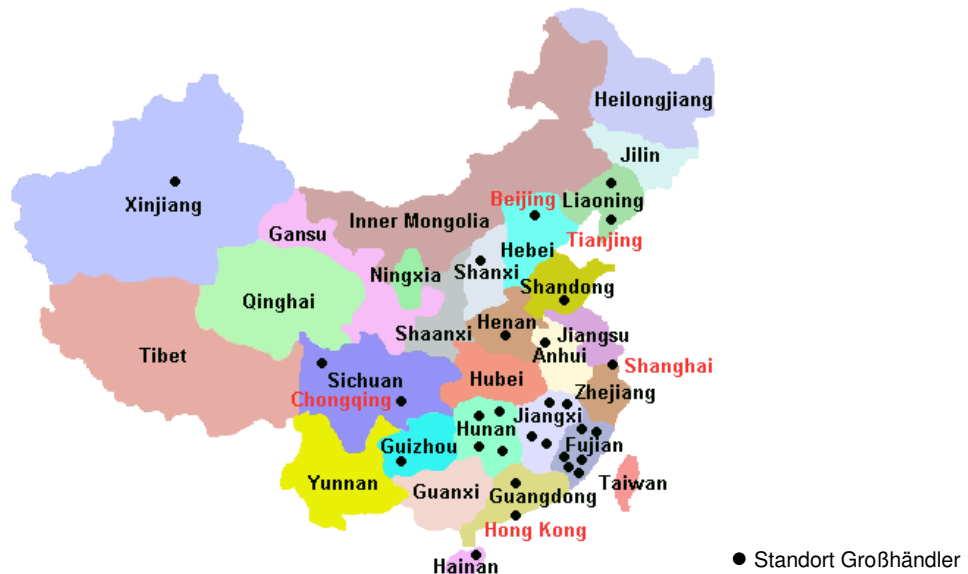 Heilongjiang
Jilin
Xinjiang
Beijing
Liaoning
Inner Mongolia
Gansu
Tianjing
Hebei
Ningxia
Shanxi
Shandong
Qinghai
Henan
Shaanxi
Jiangsu
Tibet
Anhui
Shanghai
Sichuan
Hubei
Zhejiang
Chongqing
Jiangxi
Hunan
Guizhou
Fujian
Yunnan
Guanxi
Guangdong
Taiwan
Hong Kong
Hainan
Standort Großhändler